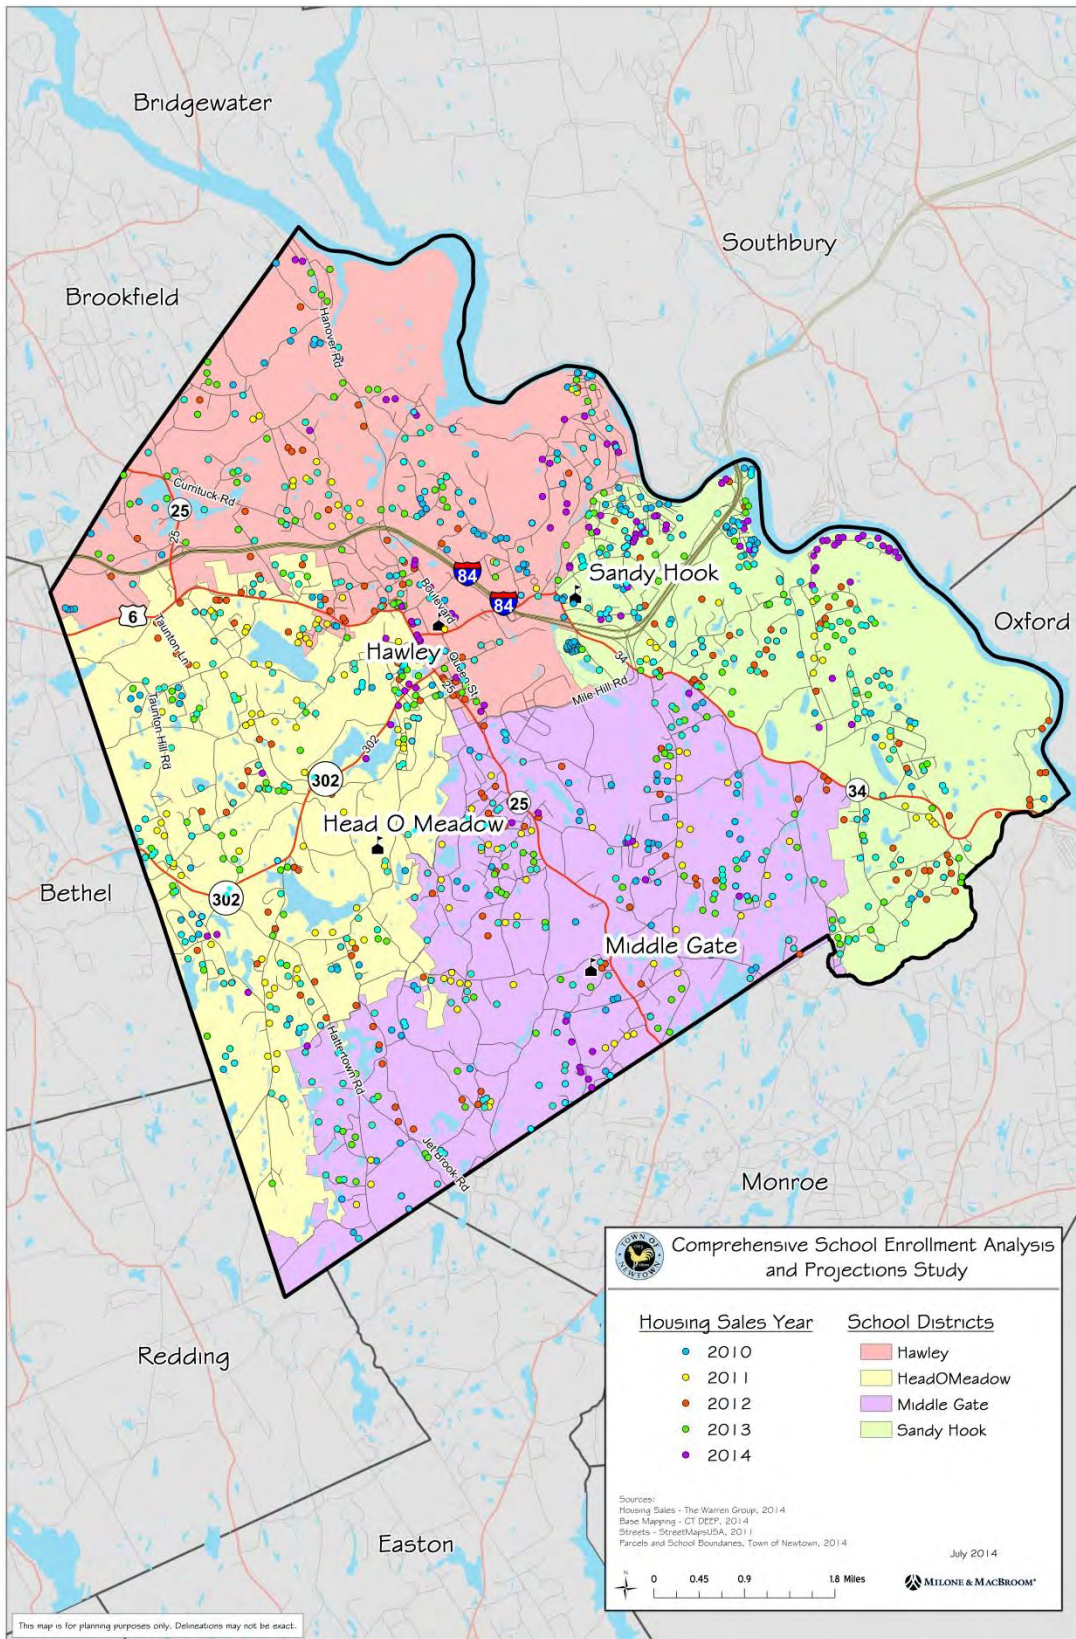 Bridgewater
Southbury
Brookfield
Hanover Rd
Currituck Rd
25
25
84
84
Sandy Hook
Boulevard
6
Oxford
Hawley
Queen St
25
34
Taunton Ln
Mile Hill Rd
Taunton Hill Rd
302
302
25
34
Head O Meadow
Bethel
302
Middle Gate
Hattertown Rd
Jet Brook Rd
Monroe
Redding
Easton
TOWN OF
NEWTOWN
Comprehensive School Enrollment Analysis
and Projections Study
Housing Sales Year
2010
2011
2012
2013
2014
School Districts
Hawley
HeadOMeadow
Middle Gate
Sandy Hook
Sources:
Housing Sales - The Warren Group, 2014
Base Mapping - CT DEEP, 2014
Streets - StreetMapsUSA, 2011
Parcels and School Boundaries, Town of Newtown, 2014
July 2014
N
0 0.45 0.9 1.8 Miles
MILONE & MACBROOM®
This map is for planning purposes only. Delineations may not be exact.